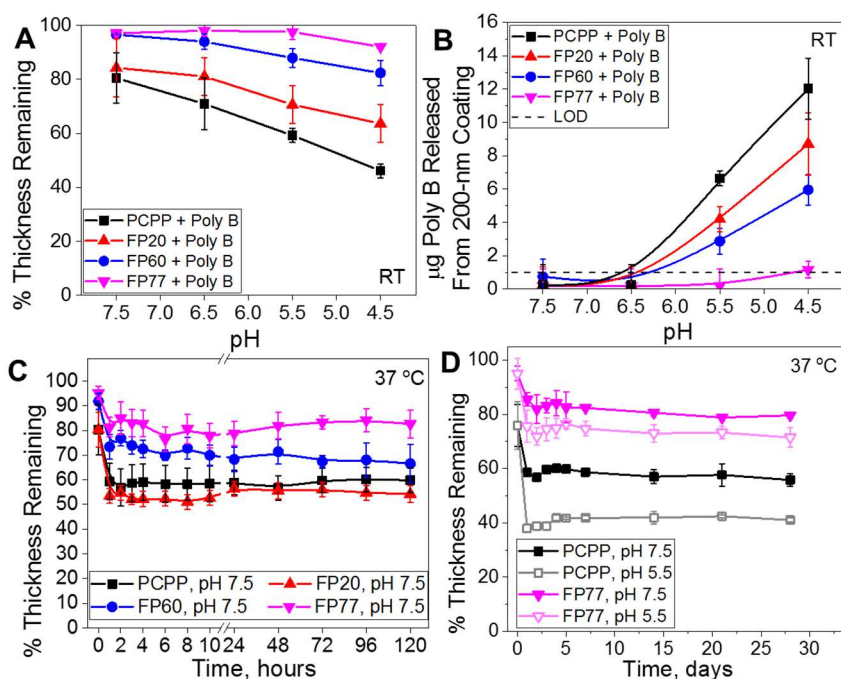 A
% Thickness Remaining
100
80
60
40
20
0
PCPP + Poly B
FP20 + Poly B
FP60 + Poly B
FP77 + Poly B
RT
7.5 7.0 6.5 6.0 5.5 5.0 4.5
pH
B
µg Poly B Released
From 200-nm Coating
16
14
12
10
8
6
4
2
0
PCPP + Poly B
FP20 + Poly B
FP60 + Poly B
FP77 + Poly B
LOD
RT
7.5 7.0 6.5 6.0 5.5 5.0 4.5
pH
C
37 ºC
% Thickness Remaining
100
90
80
70
60
50
40
30
20
10
0
PCPP, pH 7.5 FP20, pH 7.5
FP60, pH 7.5 FP77, pH 7.5
0 2 4 6 8 10 24 48 72 96 120
Time, hours
D
37 ºC
% Thickness Remaining
100
80
60
40
20
0
PCPP, pH 7.5
PCPP, pH 5.5
FP77, pH 7.5
FP77, pH 5.5
0 5 10 15 20 25 30
Time, days